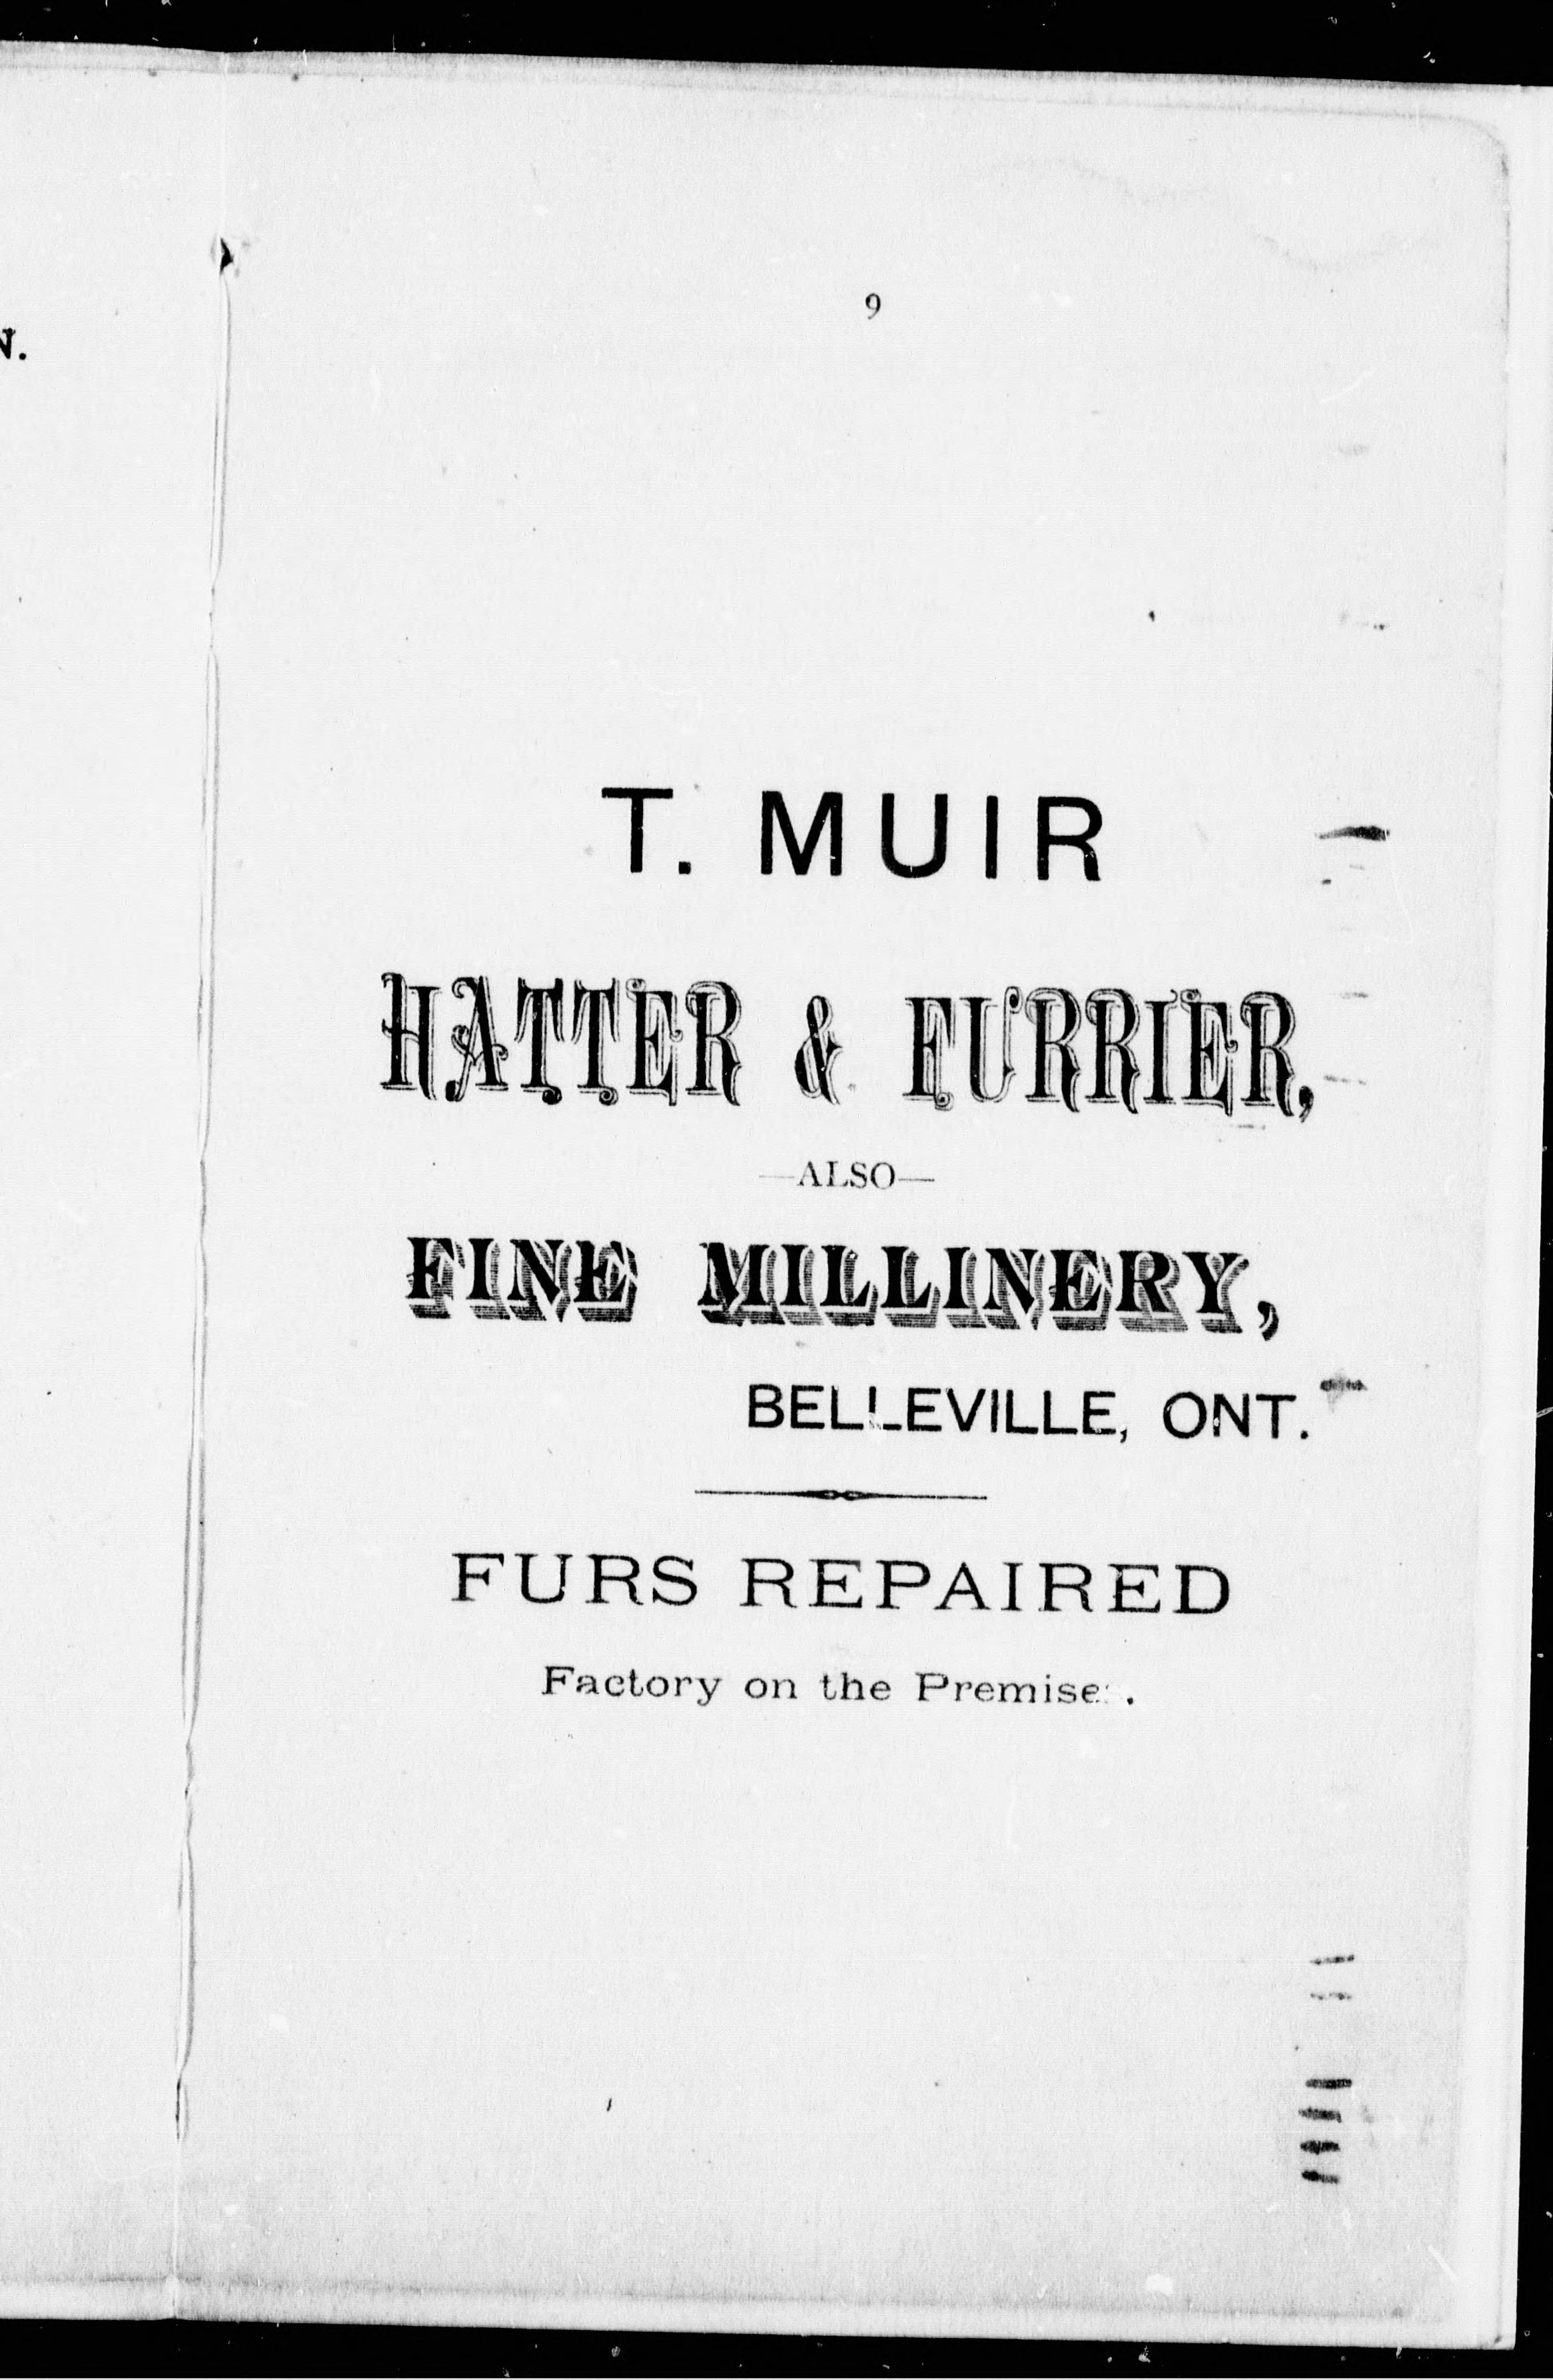 9
T. MUIR
HATTER & FURRIER,
—ALSO—
FINE MILLINERY,
BELLEVILLE, ONT.
FURS REPAIRED
Factory on the Premises.